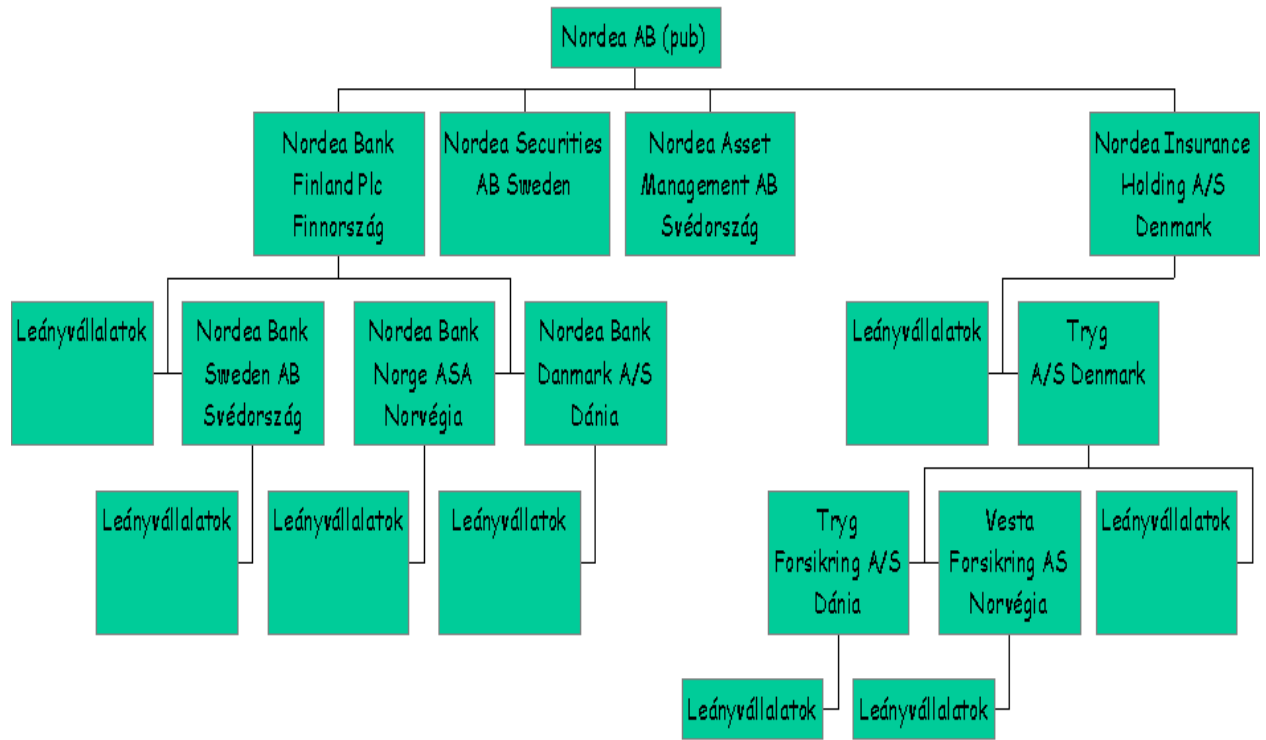 Nordea AB (pub)
Nordea Bank
Finland Plc
Finnország
Nordea Securities
AB Sweden
Nordea Asset
Management AB
Svédország
Nordea Insurance
Holding A/S
Denmark
Leányvállalatok
Nordea Bank
Sweden AB
Svédország
Nordea Bank
Norge ASA
Norvégia
Nordea Bank
Danmark A/S
Dánia
Leányvállalatok
Tryg
A/S Denmark
Leányvállalatok
Leányvállalatok
Leányvállatok
Tryg
Forsikring A/S
Dánia
Vesta
Forsikring AS
Norvégia
Leányvállalatok
Leányvállalatok
Leányvállalatok